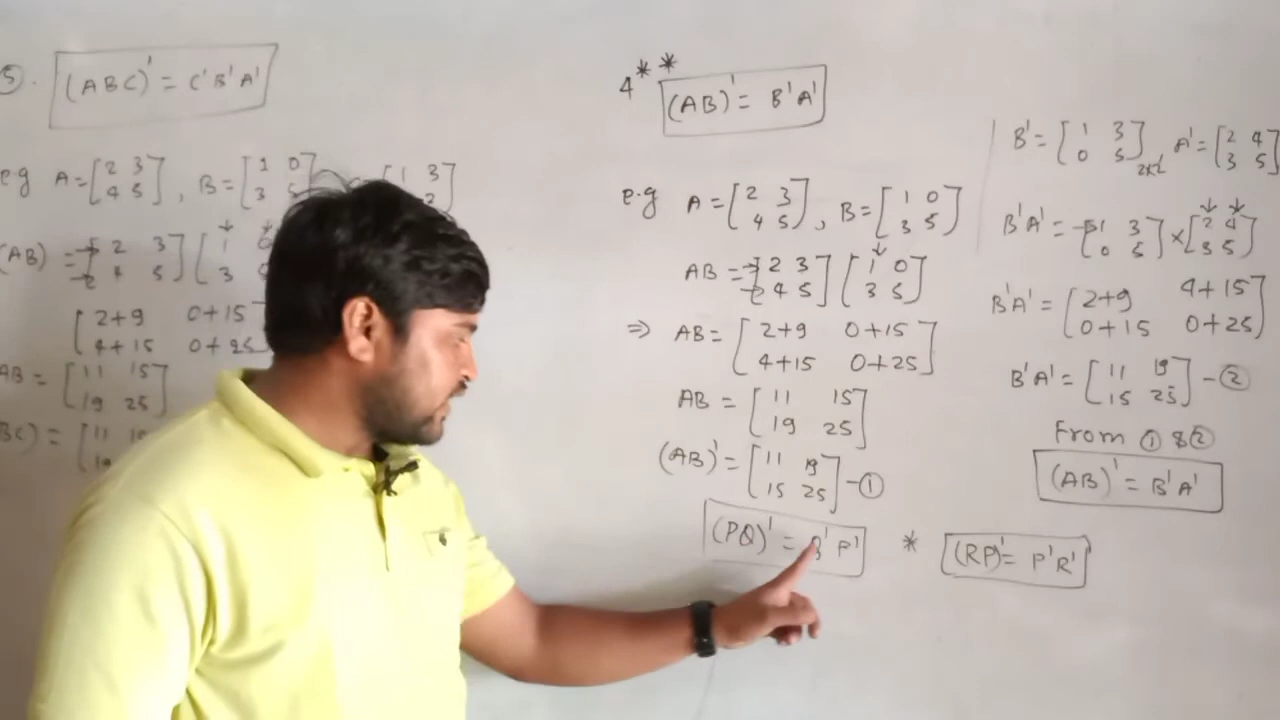 5. (ABC)' = C'B'A'
e.g A = [2 3; 4 5], B = [1 0; 3
[1 3
(AB) = [2 3; 4 5] [1 0; 3
[2+9 0+15; 4+15 0+25
AB = [11 15; 19 25]
BC) = [11
4** (AB)' = B'A'
e.g A = [2 3; 4 5], B = [1 0; 3 5]
AB = [2 3; 4 5] [1 0; 3 5]
⇒ AB = [2+9 0+15; 4+15 0+25]
AB = [11 15; 19 25]
(AB)' = [11 19; 15 25] - ①
(PQ)' = Q'P' * (RP)' = P'R'
B' = [1 3; 0 5]2x2 A' = [2 4; 3 5]
B'A' = [1 3; 0 5] × [2 4; 3 5]
B'A' = [2+9 4+15; 0+15 0+25]
B'A' = [11 19; 15 25] - ②
From ① & ②
(AB)' = B'A'